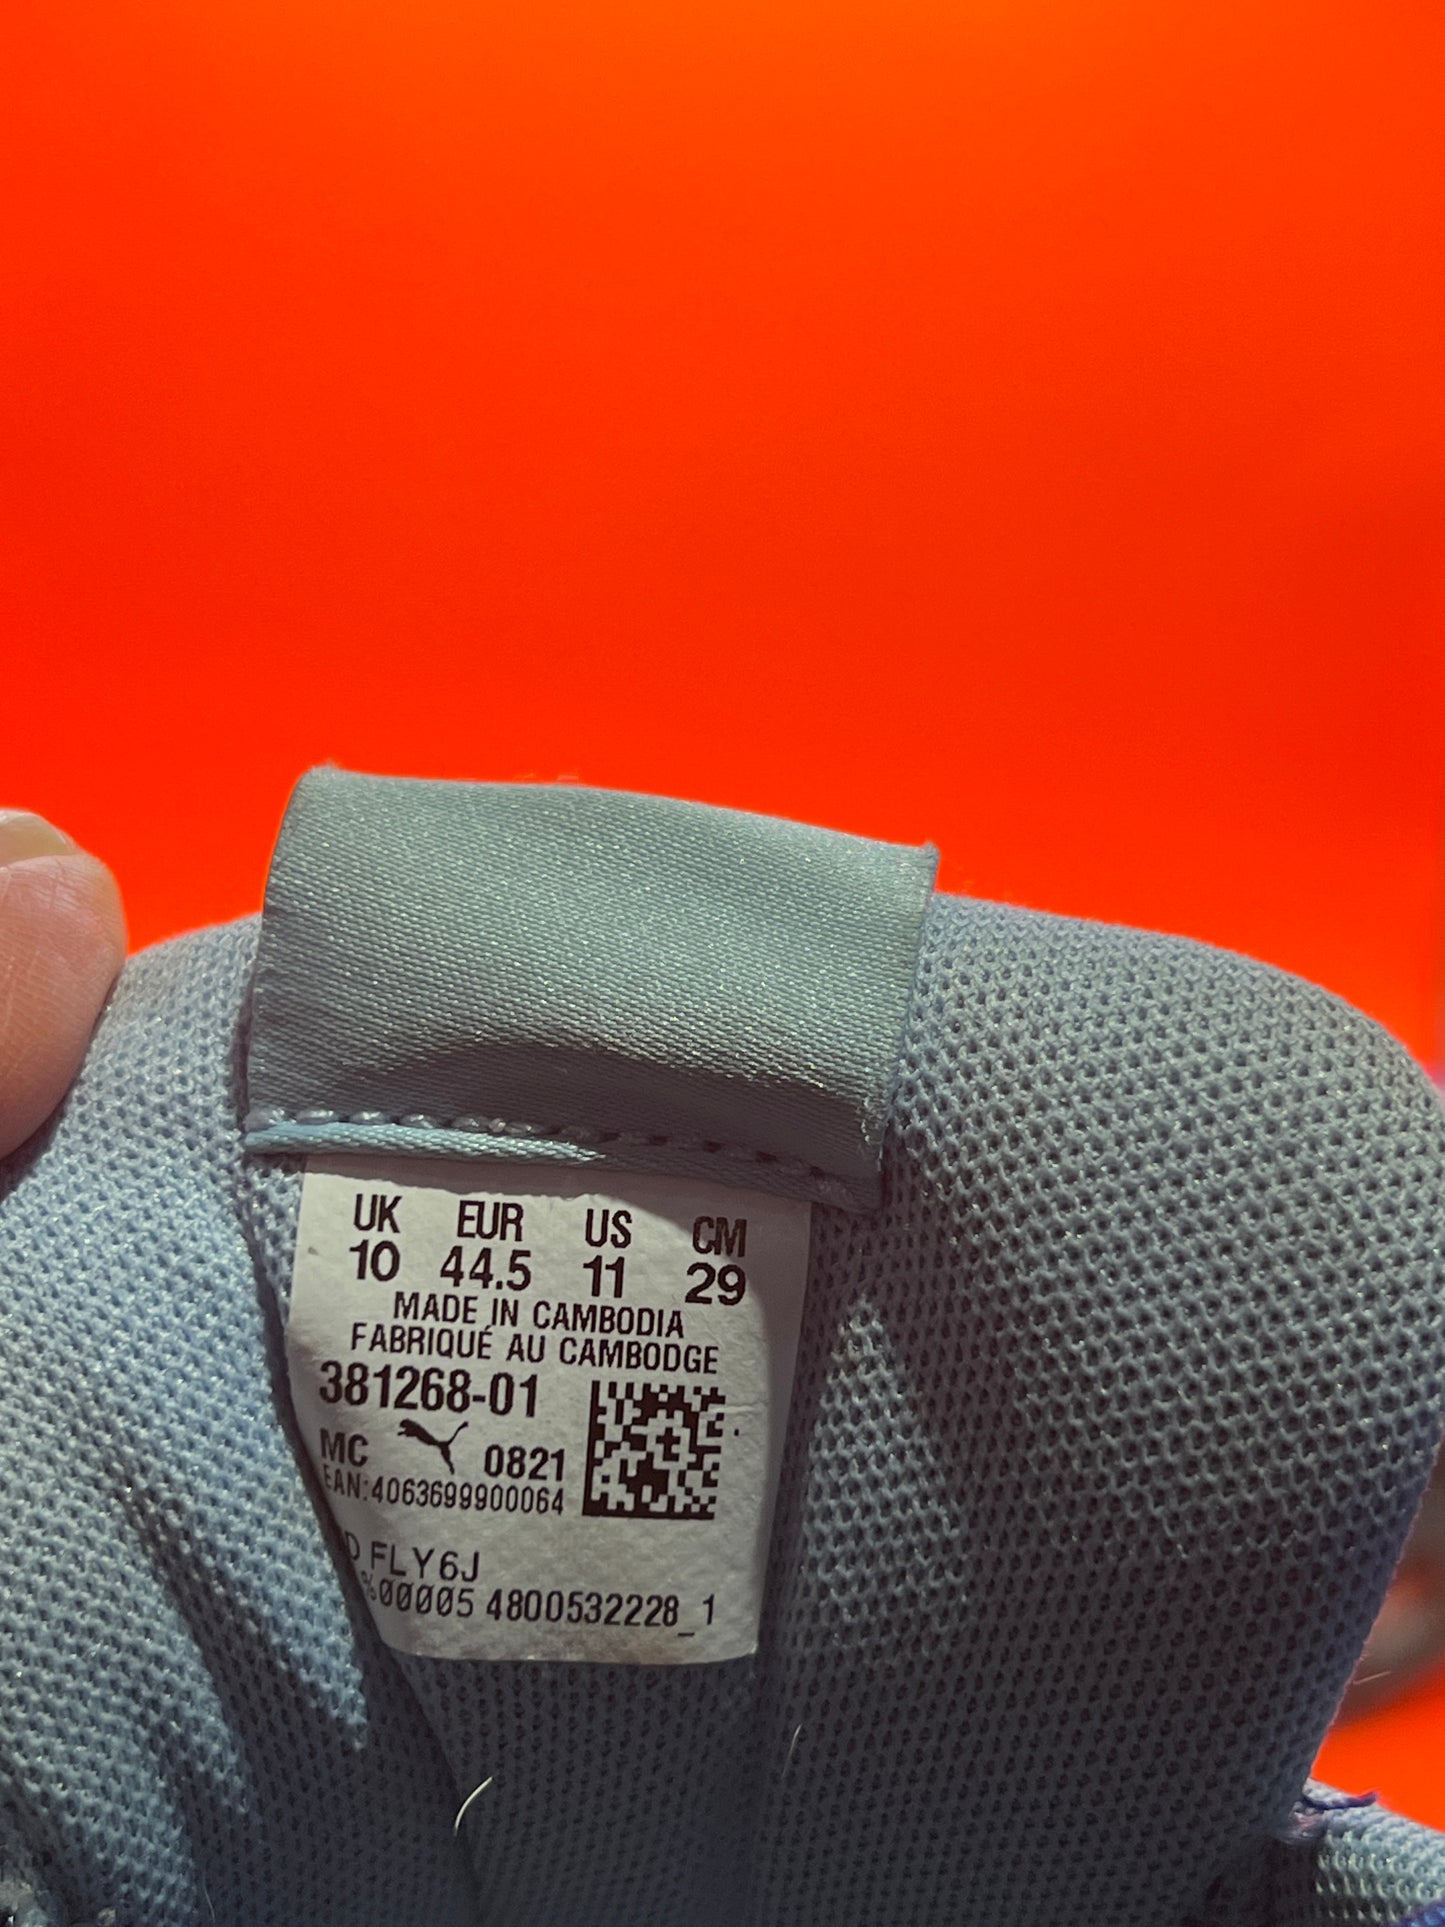 UK EUR US CM
10 44.5 11 29
MADE IN CAMBODIA
FABRIQUÉ AU CAMBODGE
381268-01
MC 0821
EAN:4063699900064
FLY6J
%00005 4800532228_1